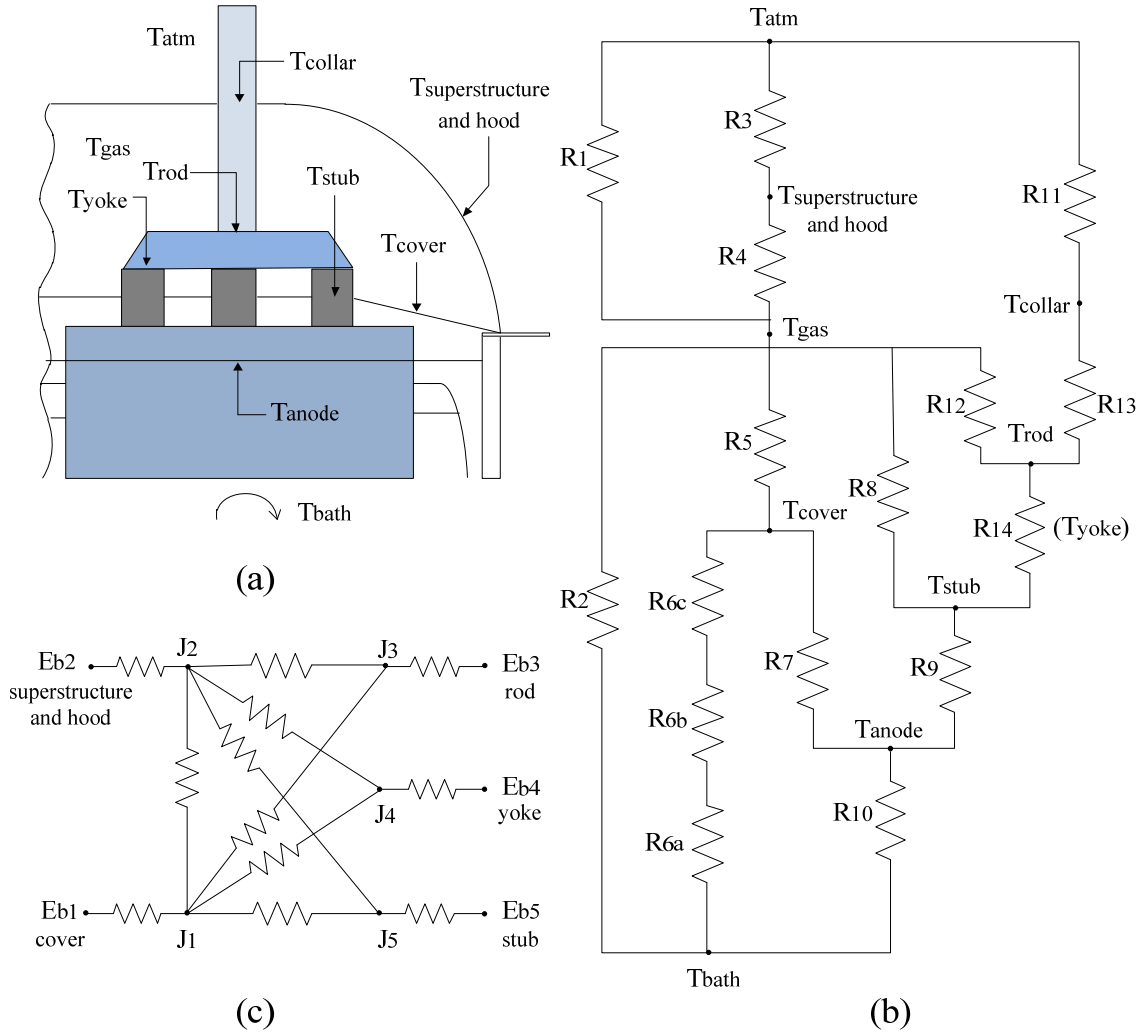 Tatm
Tcollar
Tsuperstructure
and hood
Tgas
Trod
Tstub
Tyoke
Tcover
Tanode
Tbath
(a)
Tatm
R3
R1
R11
Tsuperstructure
and hood
R4
Tcollar
Tgas
R12
R13
R5
Trod
R8
Tcover
R14
(Tyoke)
R2
R6c
Tstub
R7
R9
R6b
Tanode
R10
R6a
Tbath
(b)
J2
J3
Eb2
superstructure
and hood
Eb3
rod
Eb4
yoke
J4
Eb1
cover
J1
J5
Eb5
stub
(c)